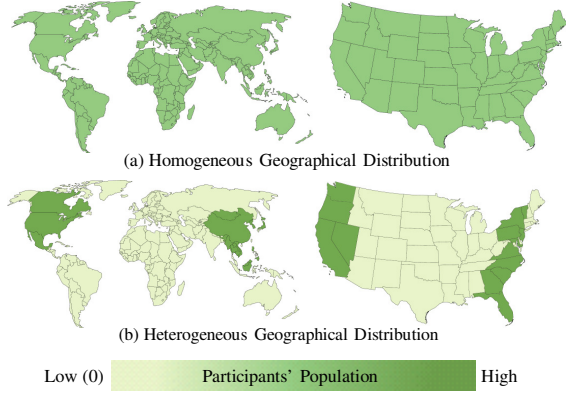 (a) Homogeneous Geographical Distribution
(b) Heterogeneous Geographical Distribution
Low (0) Participants' Population High